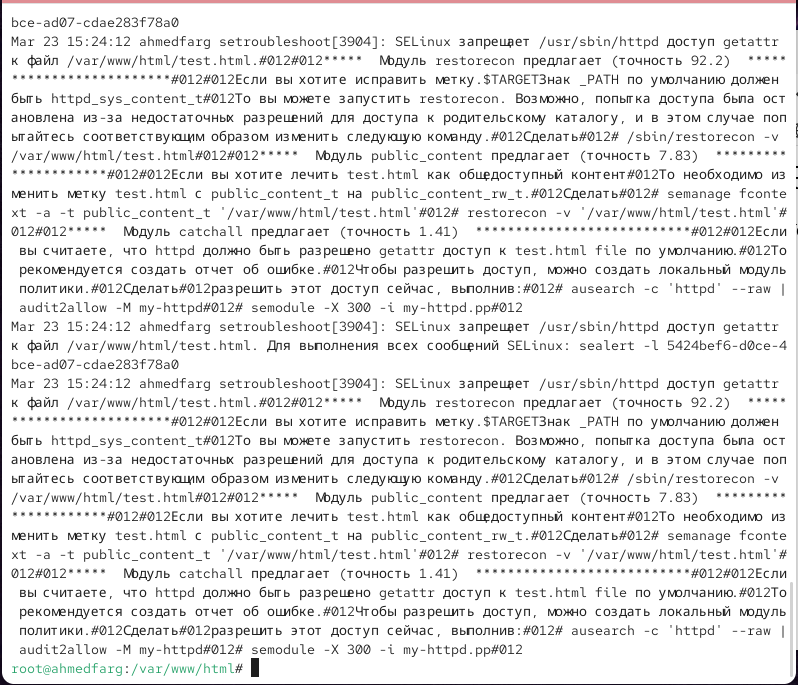 bce-ad07-cdae283f78a0
Mar 23 15:24:12 ahmedfarg setroubleshoot[3904]: SELinux запрещает /usr/sbin/httpd доступ getattr
к файл /var/www/html/test.html.#012#012*****  Модуль restorecon предлагает (точность 92.2)  *****
********************#012#012Если вы хотите исправить метку.$TARGETЗнак _PATH по умолчанию должен
быть httpd_sys_content_t#012То вы можете запустить restorecon. Возможно, попытка доступа была ост
ановлена из-за недостаточных разрешений для доступа к родительскому каталогу, и в этом случае поп
ытайтесь соответствующим образом изменить следующую команду.#012Сделать#012# /sbin/restorecon -v
/var/www/html/test.html#012#012*****  Модуль public_content предлагает (точность 7.83)  *********
************#012#012Если вы хотите лечить test.html как общедоступный контент#012То необходимо из
менить метку test.html с public_content_t на public_content_rw_t.#012Сделать#012# semanage fconte
xt -a -t public_content_t '/var/www/html/test.html'#012# restorecon -v '/var/www/html/test.html'#
012#012*****  Модуль catchall предлагает (точность 1.41)  **************************#012#012Если
 вы считаете, что httpd должно быть разрешено getattr доступ к test.html file по умолчанию.#012То
 рекомендуется создать отчет об ошибке.#012Чтобы разрешить доступ, можно создать локальный модуль
 политики.#012Сделать#012разрешить этот доступ сейчас, выполнив:#012# ausearch -c 'httpd' --raw |
 audit2allow -M my-httpd#012# semodule -X 300 -i my-httpd.pp#012
Mar 23 15:24:12 ahmedfarg setroubleshoot[3904]: SELinux запрещает /usr/sbin/httpd доступ getattr
к файл /var/www/html/test.html. Для выполнения всех сообщений SELinux: sealert -l 5424bef6-d0ce-4
bce-ad07-cdae283f78a0
Mar 23 15:24:12 ahmedfarg setroubleshoot[3904]: SELinux запрещает /usr/sbin/httpd доступ getattr
к файл /var/www/html/test.html.#012#012*****  Модуль restorecon предлагает (точность 92.2)  *****
********************#012#012Если вы хотите исправить метку.$TARGETЗнак _PATH по умолчанию должен
быть httpd_sys_content_t#012То вы можете запустить restorecon. Возможно, попытка доступа была ост
ановлена из-за недостаточных разрешений для доступа к родительскому каталогу, и в этом случае поп
ытайтесь соответствующим образом изменить следующую команду.#012Сделать#012# /sbin/restorecon -v
/var/www/html/test.html#012#012*****  Модуль public_content предлагает (точность 7.83)  *********
************#012#012Если вы хотите лечить test.html как общедоступный контент#012То необходимо из
менить метку test.html с public_content_t на public_content_rw_t.#012Сделать#012# semanage fconte
xt -a -t public_content_t '/var/www/html/test.html'#012# restorecon -v '/var/www/html/test.html'#
012#012*****  Модуль catchall предлагает (точность 1.41)  **************************#012#012Если
 вы считаете, что httpd должно быть разрешено getattr доступ к test.html file по умолчанию.#012То
 рекомендуется создать отчет об ошибке.#012Чтобы разрешить доступ, можно создать локальный модуль
 политики.#012Сделать#012разрешить этот доступ сейчас, выполнив:#012# ausearch -c 'httpd' --raw |
 audit2allow -M my-httpd#012# semodule -X 300 -i my-httpd.pp#012
root@ahmedfarg:/var/www/html#